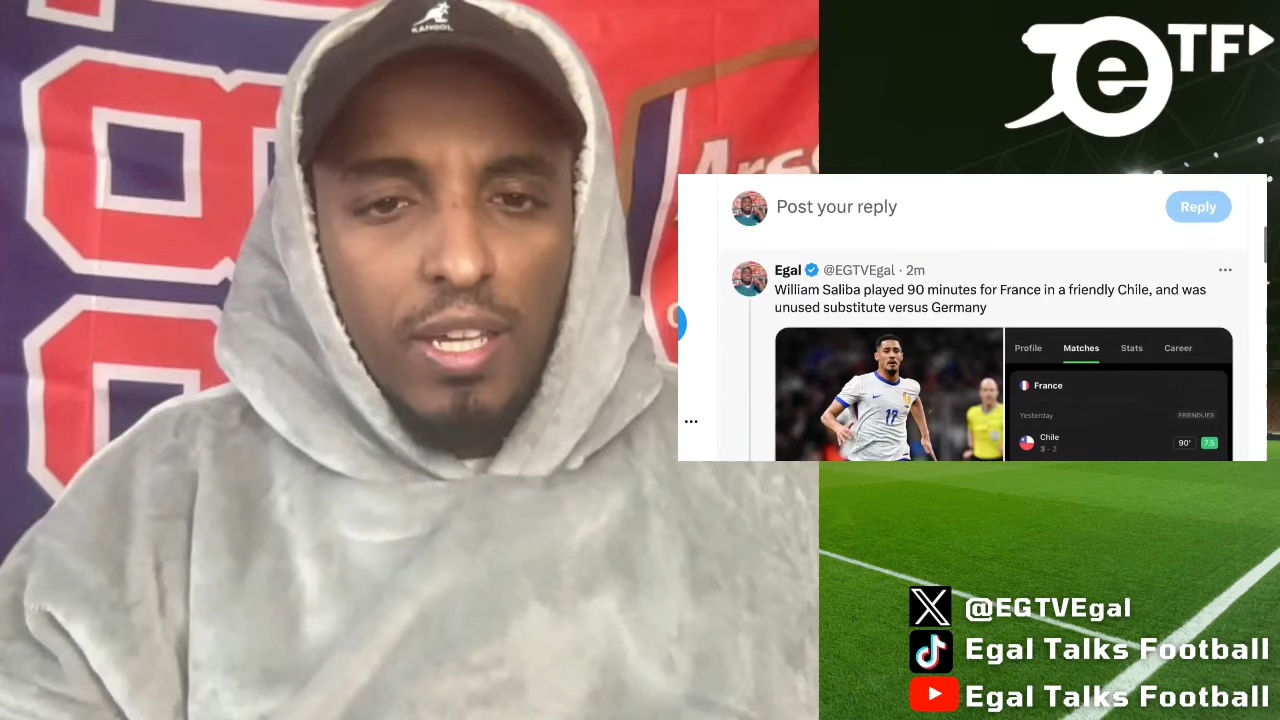 KANGOL
Arse
eTF
Post your reply
Reply
Egal @EGTVEgal · 2m
William Saliba played 90 minutes for France in a friendly Chile, and was
unused substitute versus Germany
17
Profile Matches Stats Career
France
Yesterday FRIENDLIES
Chile 90' 7.5
3 - 2
@EGTVEgal
Egal Talks Football
Egal Talks Football